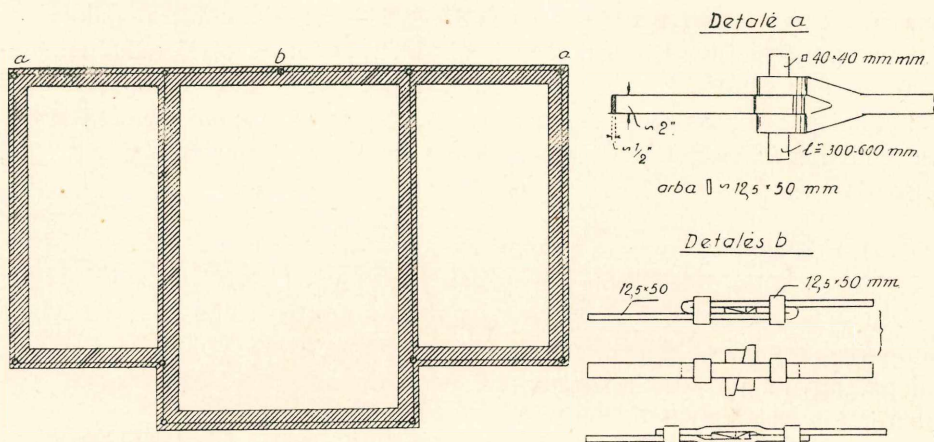 a
b
a
Detalė a
□ 40×40 mm mm
~ 2"
~ 1/2"
l = 300-600 mm
arba ▯ ~ 12,5 × 50 mm
Detalės b
12,5×50
12,5×50 mm